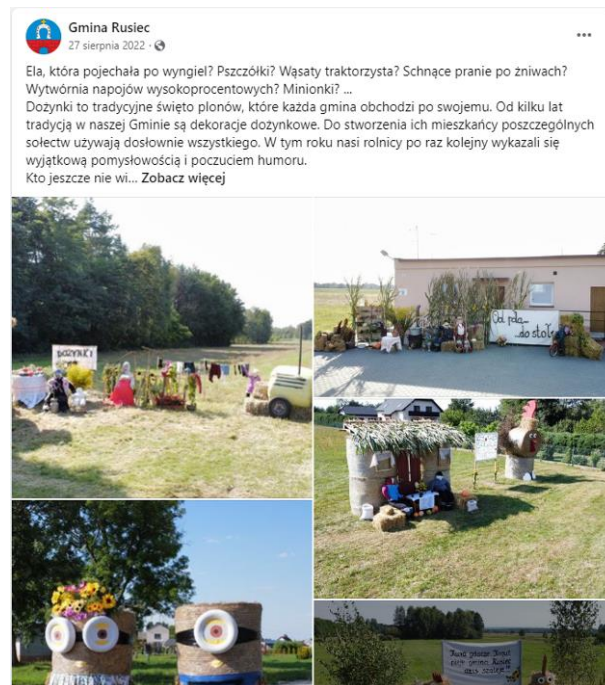 Gmina Rusiec
27 sierpnia 2022
Ela, która pojechała po wyngiel? Pszczółki? Wąsaty traktorzysta? Schnące pranie po żniwach?
Wytwórnia napojów wysokoprocentowych? Minionki? ...
Dożynki to tradycyjne święto plonów, które każda gmina obchodzi po swojemu. Od kilku lat
tradycją w naszej Gminie są dekoracje dożynkowe. Do stworzenia ich mieszkańcy poszczególnych
sołectw używają dosłownie wszystkiego. W tym roku nasi rolnicy po raz kolejny wykazali się
wyjątkową pomysłowością i poczuciem humoru.
Kto jeszcze nie wi... Zobacz więcej
DOŻYNKI
Od pola...
...do stołu